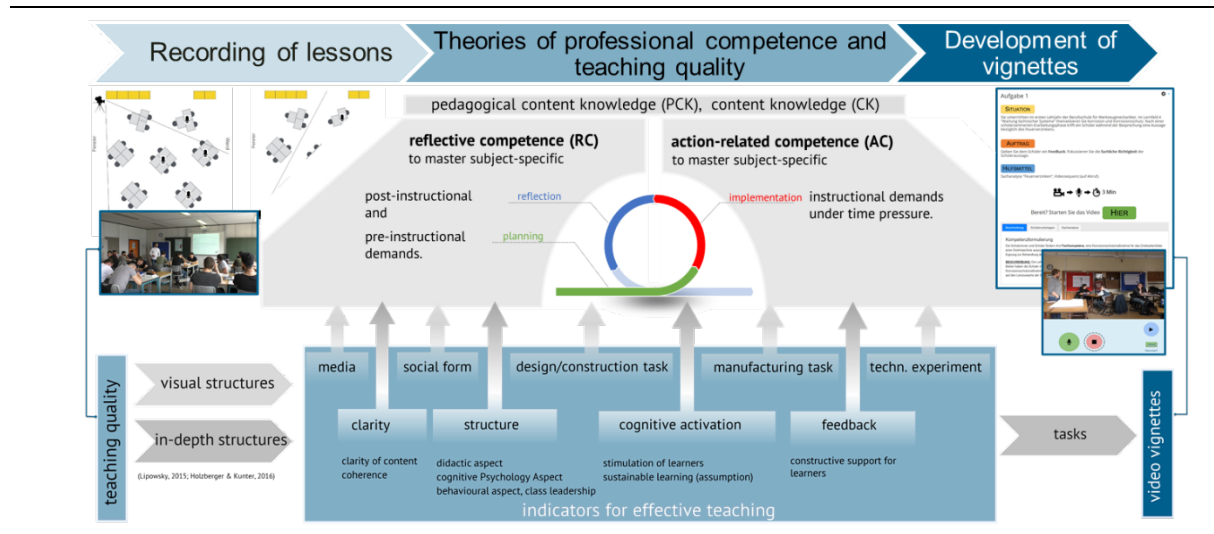 Recording of lessons
Theories of professional competence and
teaching quality
Development of
vignettes
pedagogical content knowledge (PCK), content knowledge (CK)
reflective competence (RC)
to master subject-specific
post-instructional
and
pre-instructional
demands.
reflection
planning
action-related competence (AC)
to master subject-specific
implementation
instructional demands
under time pressure.
Fenster
Fenster
Aufgabe 1
SITUATION
AUFTRAG
HILFSMITTEL
3 Min
Bereit? Starten Sie das Video
HIER
Kompetenzformulierung
teaching quality
visual structures
in-depth structures
(Lipowsky, 2015; Holzberger & Kunter, 2016)
media
social form
design/construction task
manufacturing task
techn. experiment
clarity
structure
cognitive activation
feedback
clarity of content
coherence
didactic aspect
cognitive Psychology Aspect
behavioural aspect, class leadership
stimulation of learners
sustainable learning (assumption)
constructive support for
learners
indicators for effective teaching
tasks
video vignettes